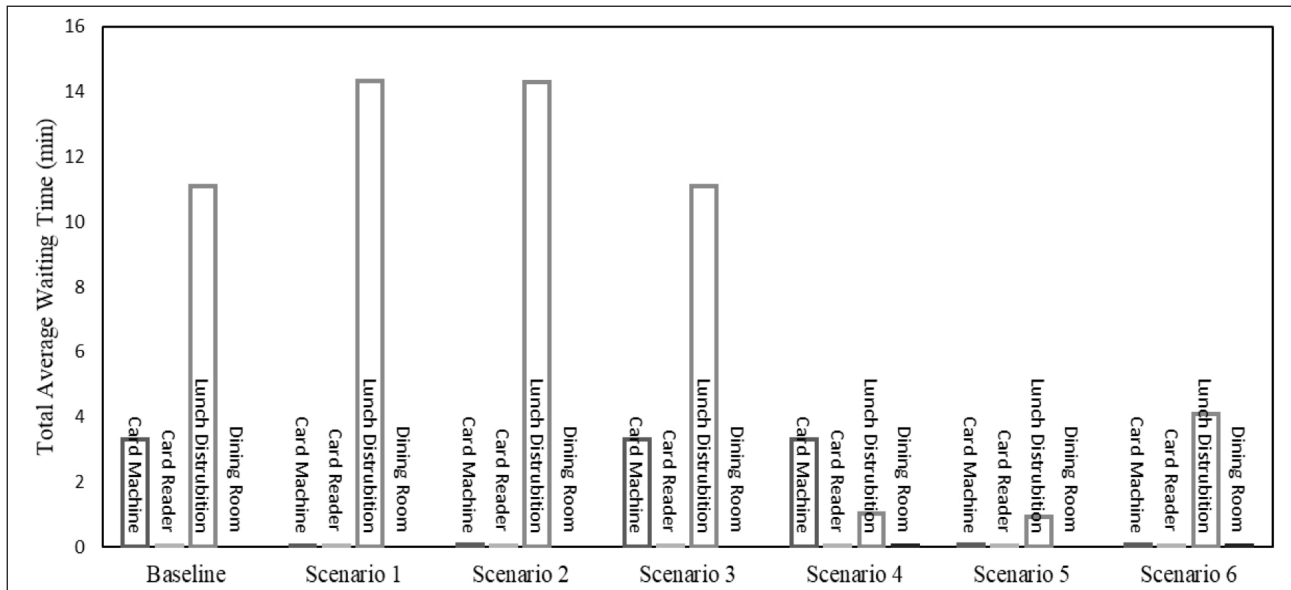 Total Average Waiting Time (min)
16
14
12
10
8
6
4
2
0
Card Machine
Card Reader
Lunch Distrubition
Dining Room
Card Machine
Card Reader
Lunch Distrubition
Dining Room
Card Machine
Card Reader
Lunch Distrubition
Dining Room
Card Machine
Card Reader
Lunch Distrubition
Dining Room
Card Machine
Card Reader
Lunch Distrubition
Dining Room
Card Machine
Card Reader
Lunch Distrubition
Dining Room
Card Machine
Card Reader
Lunch Distrubition
Dining Room
Baseline
Scenario 1
Scenario 2
Scenario 3
Scenario 4
Scenario 5
Scenario 6